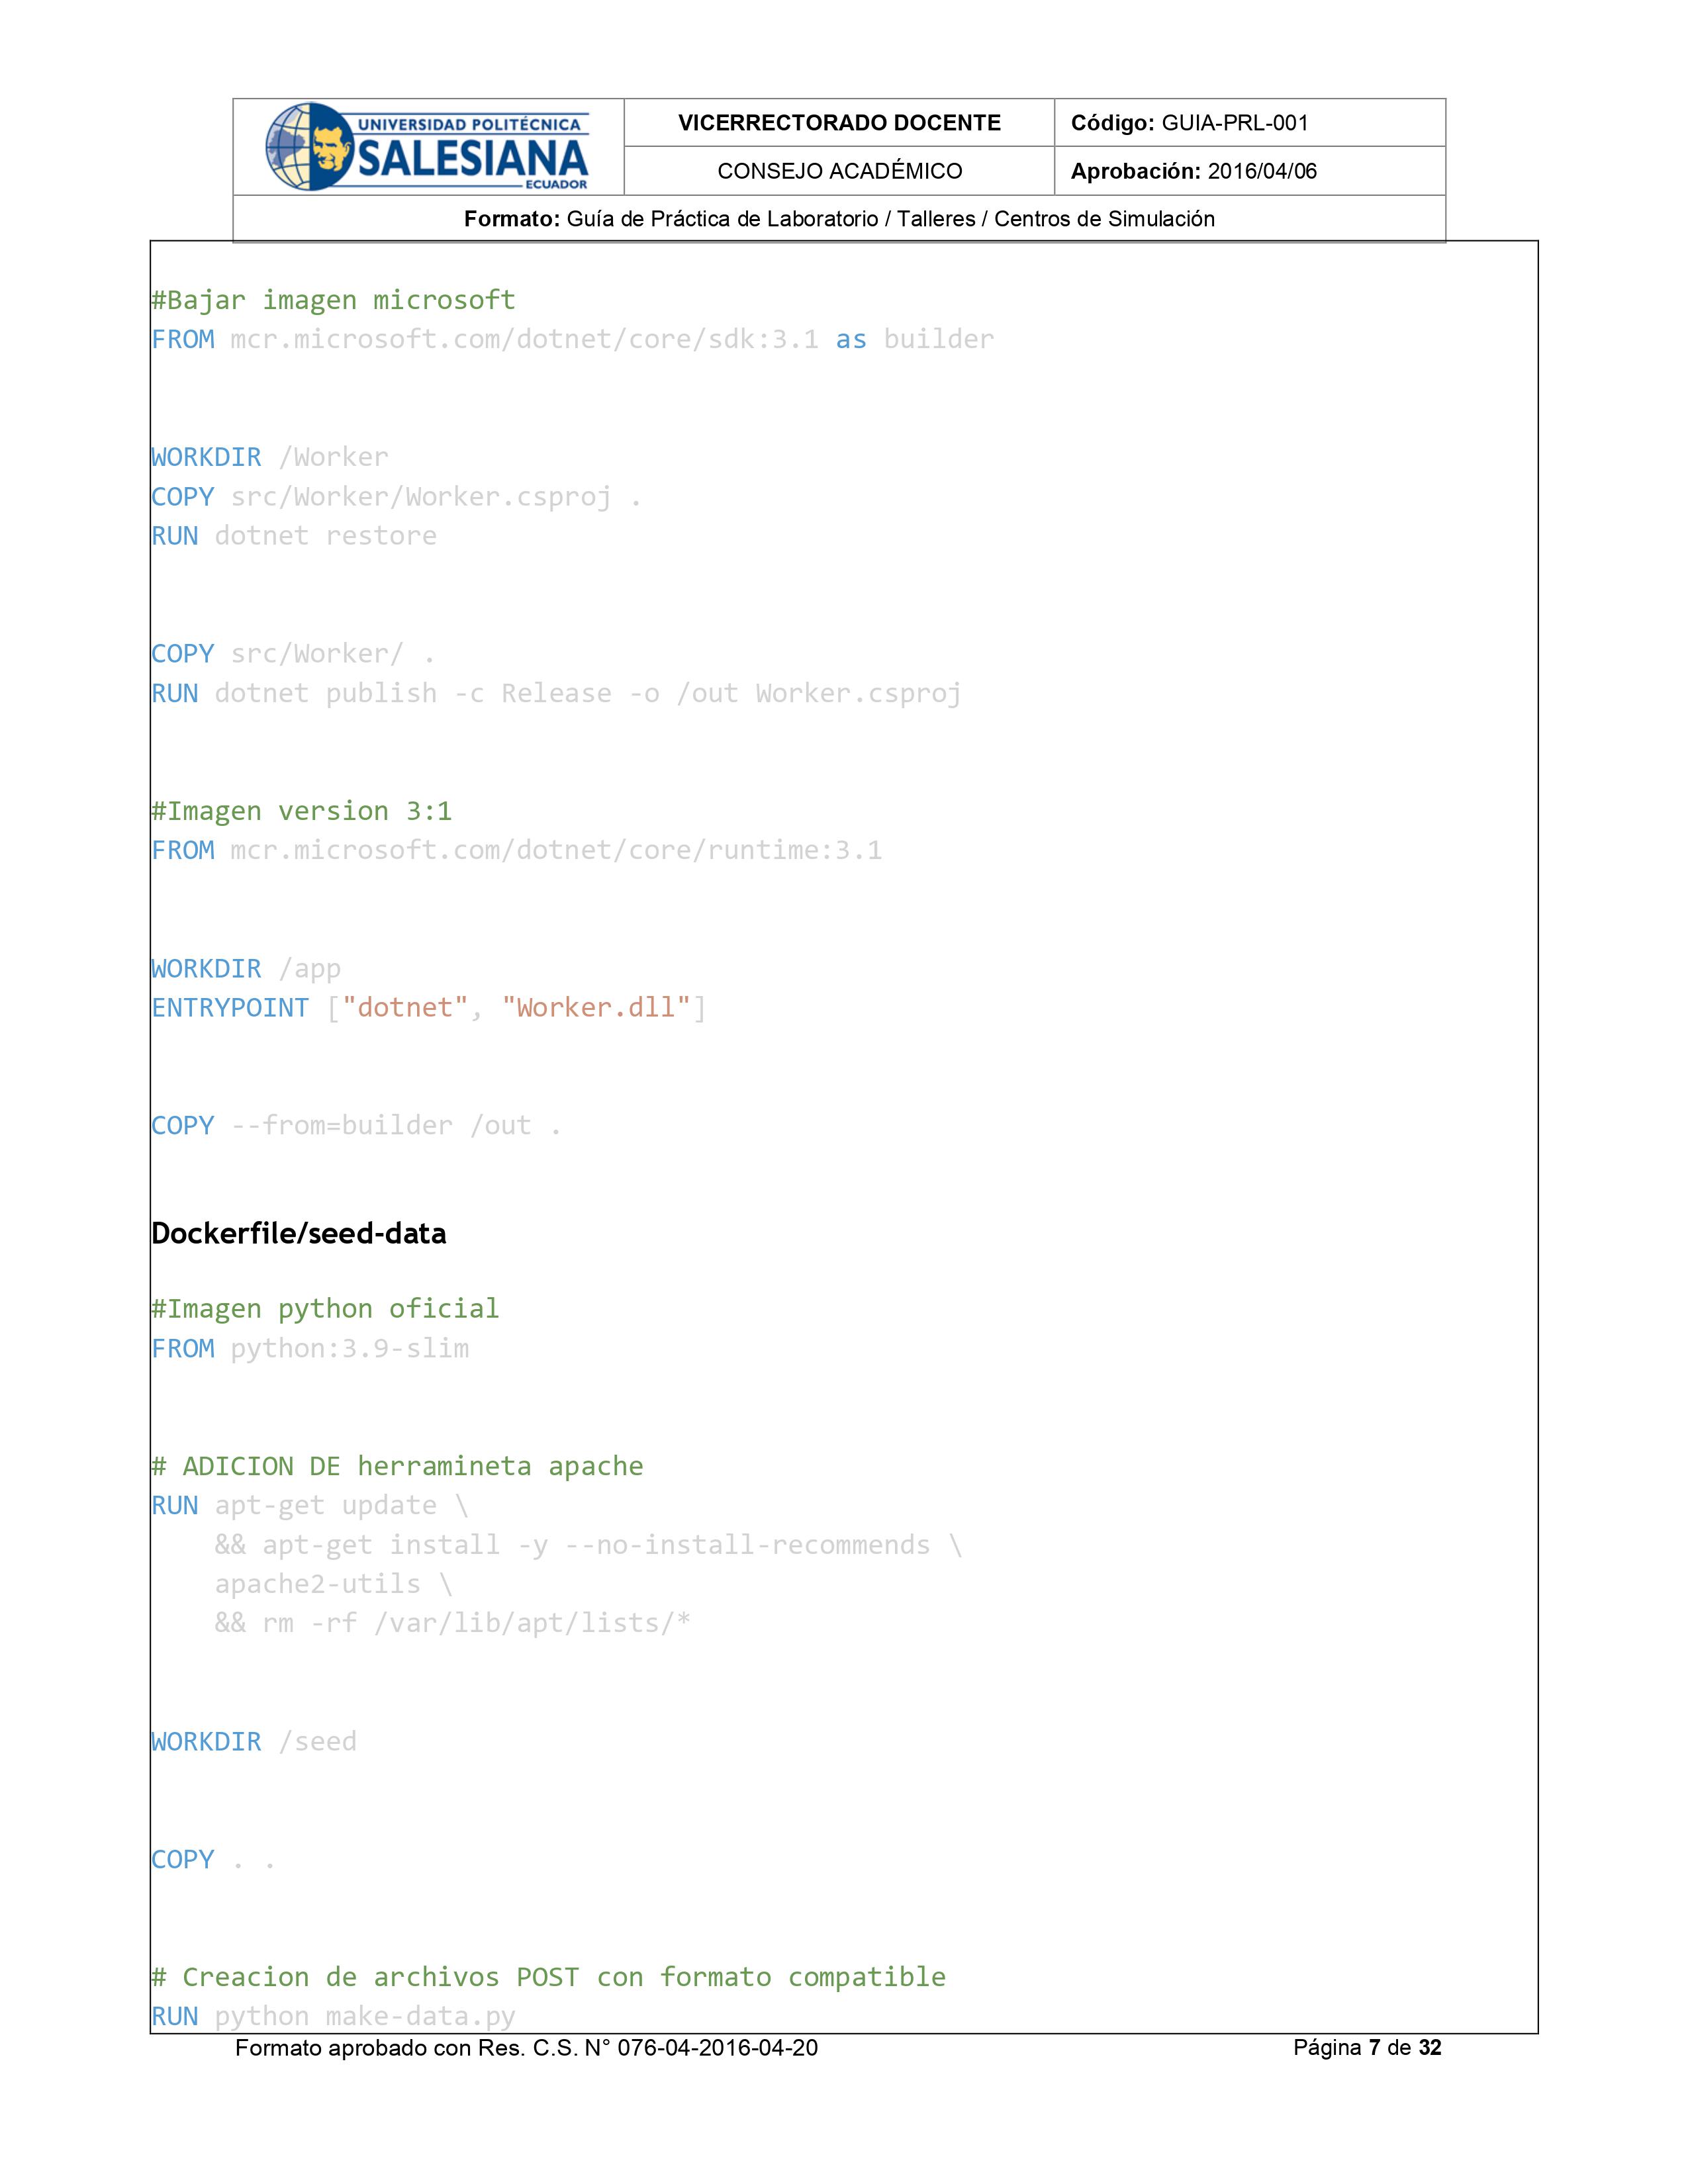 UNIVERSIDAD POLITÉCNICA
SALESIANA
ECUADOR
VICERRECTORADO DOCENTE
Código: GUIA-PRL-001
CONSEJO ACADÉMICO
Aprobación: 2016/04/06
Formato: Guía de Práctica de Laboratorio / Talleres / Centros de Simulación
#Bajar imagen microsoft
FROM mcr.microsoft.com/dotnet/core/sdk:3.1 as builder
WORKDIR /Worker
COPY src/Worker/Worker.csproj .
RUN dotnet restore
COPY src/Worker/ .
RUN dotnet publish -c Release -o /out Worker.csproj
#Imagen version 3:1
FROM mcr.microsoft.com/dotnet/core/runtime:3.1
WORKDIR /app
ENTRYPOINT ["dotnet", "Worker.dll"]
COPY --from=builder /out .
Dockerfile/seed-data
#Imagen python oficial
FROM python:3.9-slim
# ADICION DE herramineta apache
RUN apt-get update \
    && apt-get install -y --no-install-recommends \
    apache2-utils \
    && rm -rf /var/lib/apt/lists/*
WORKDIR /seed
COPY . .
# Creacion de archivos POST con formato compatible
RUN python make-data.py
Formato aprobado con Res. C.S. N° 076-04-2016-04-20
Página 7 de 32